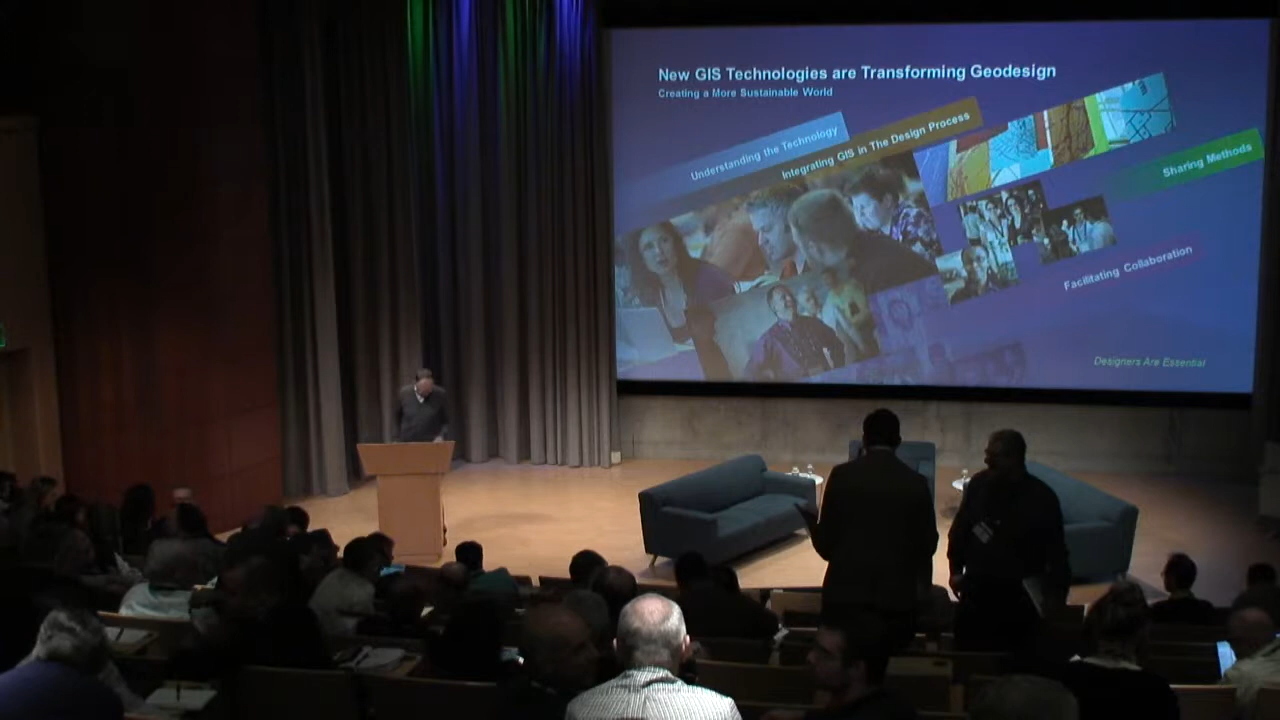 New GIS Technologies are Transforming Geodesign
Creating a More Sustainable World
Understanding the Technology
Integrating GIS in The Design Process
Sharing Methods
Facilitating Collaboration
Designers Are Essential